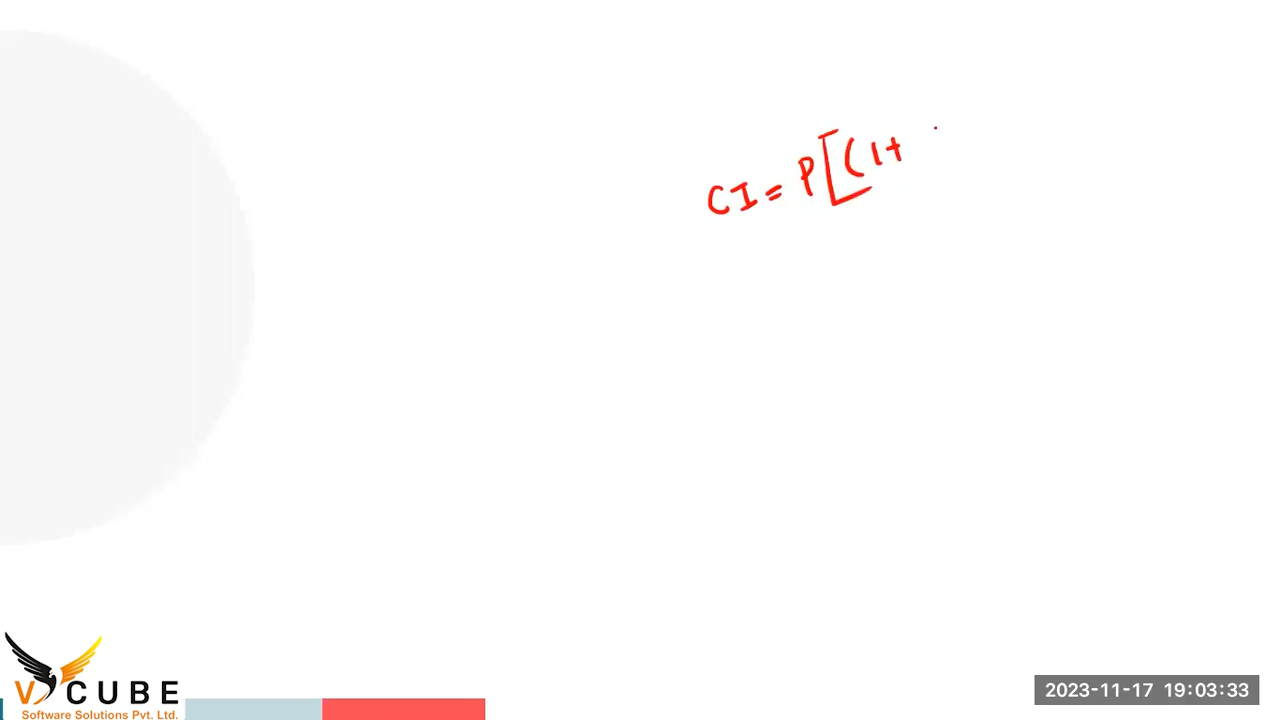 CI = P[(1+
V CUBE
Software Solutions Pvt. Ltd.
2023-11-17 19:03:33